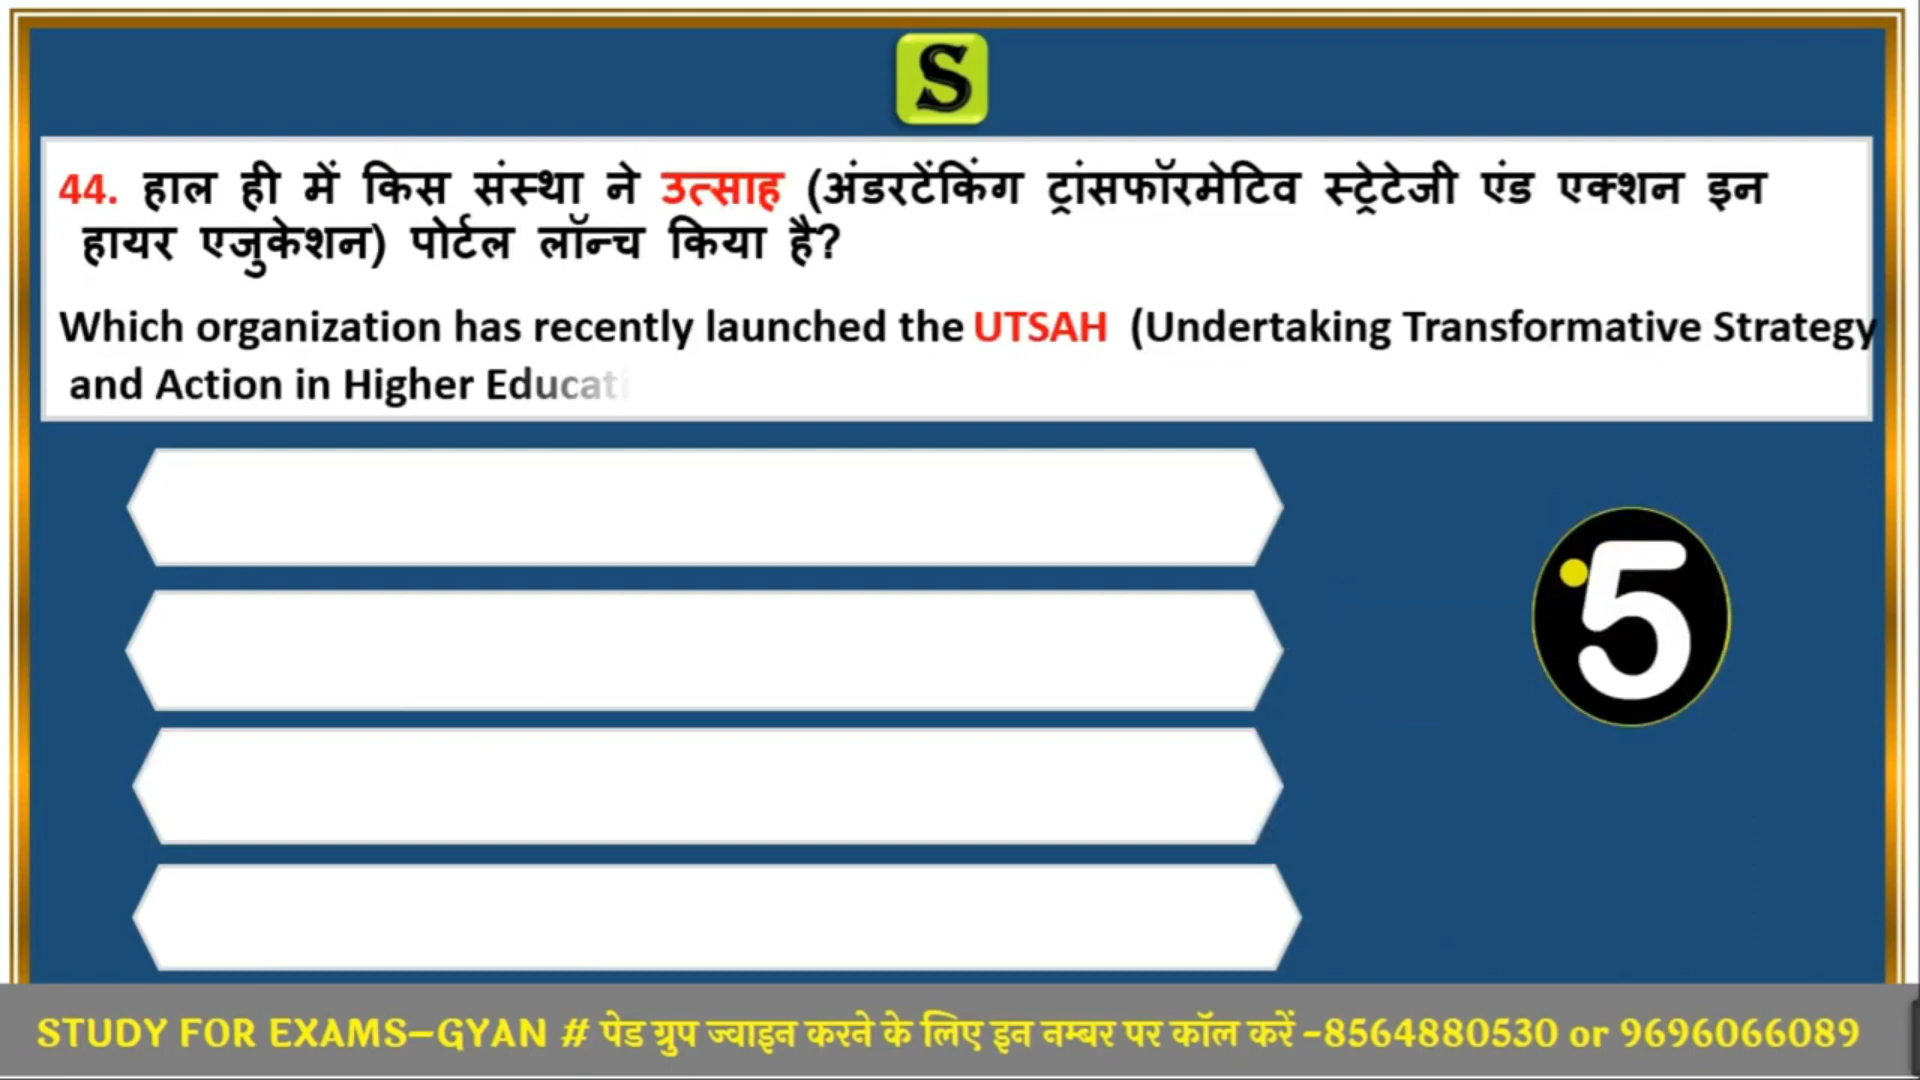 S
44. हाल ही में किस संस्था ने उत्साह (अंडरटेंकिंग ट्रांसफॉरमेटिव स्ट्रेटेजी एंड एक्शन इन
हायर एजुकेशन) पोर्टल लॉन्च किया है?
Which organization has recently launched the UTSAH (Undertaking Transformative Strategy
and Action in Higher Educati
5
STUDY FOR EXAMS–GYAN # पेड ग्रुप ज्वाइन करने के लिए इन नम्बर पर कॉल करें -8564880530 or 9696066089